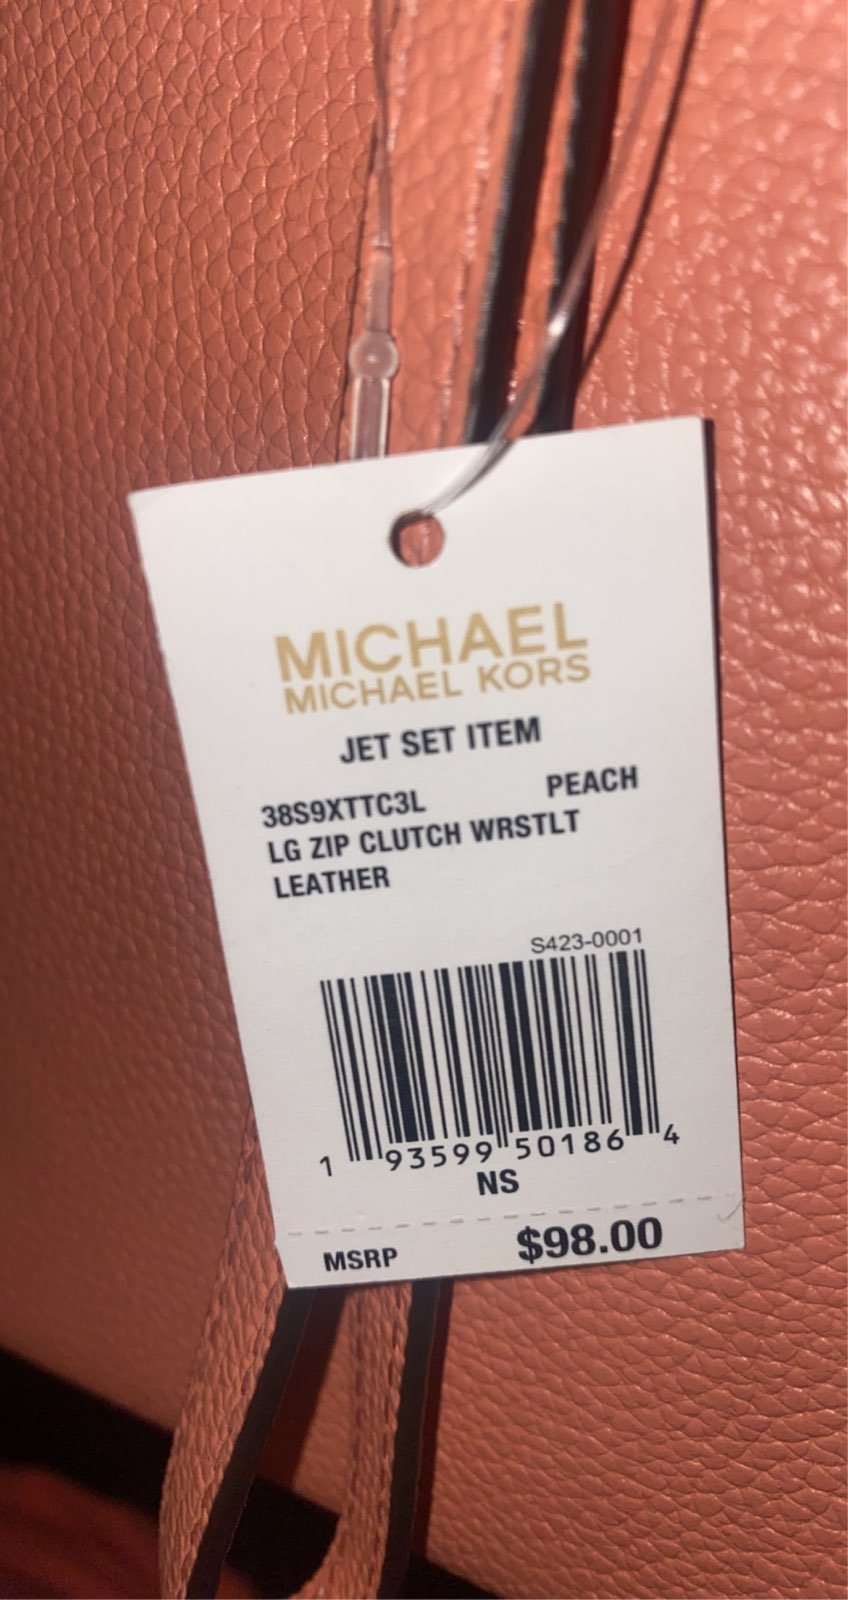 MICHAEL
MICHAEL KORS
JET SET ITEM
38S9XTTC3L PEACH
LG ZIP CLUTCH WRSTLT
LEATHER
S423-0001
1 93599 50186 4
NS
MSRP $98.00